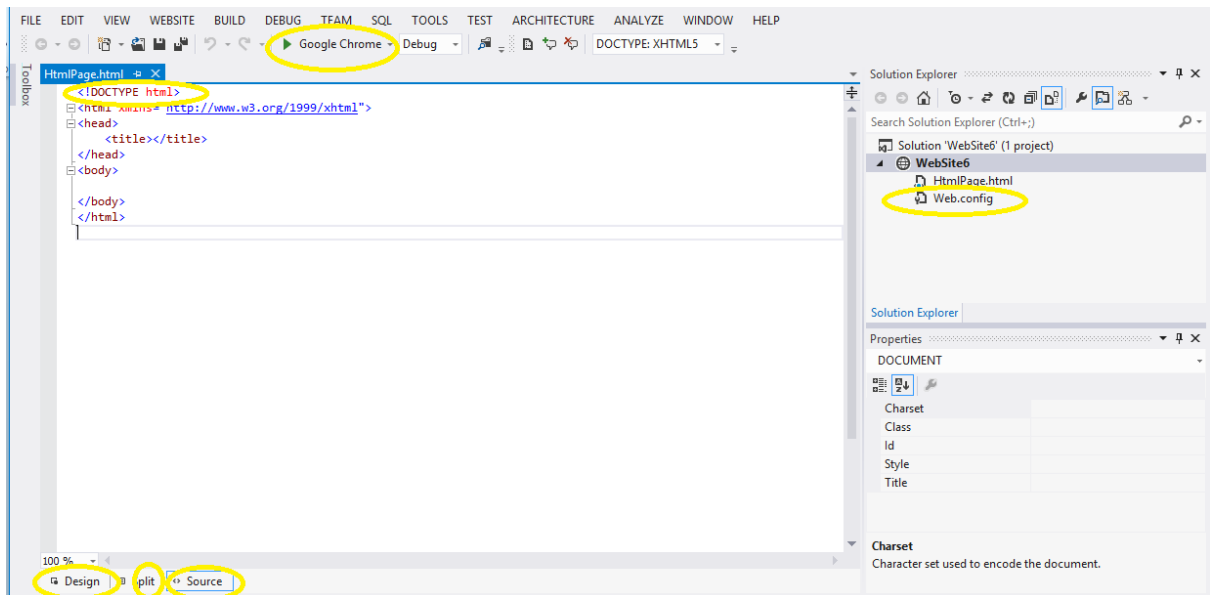 FILE EDIT VIEW WEBSITE BUILD DEBUG TEAM SQL TOOLS TEST ARCHITECTURE ANALYZE WINDOW HELP
Google Chrome Debug DOCTYPE: XHTML5
Toolbox
HtmlPage.html
<!DOCTYPE html>
<html xmlns="http://www.w3.org/1999/xhtml">
<head>
<title></title>
</head>
<body>
</body>
</html>
100 %
Design Split Source
Solution Explorer
Search Solution Explorer (Ctrl+;)
Solution 'WebSite6' (1 project)
WebSite6
HtmlPage.html
Web.config
Solution Explorer
Properties
DOCUMENT
Charset
Class
Id
Style
Title
Charset
Character set used to encode the document.